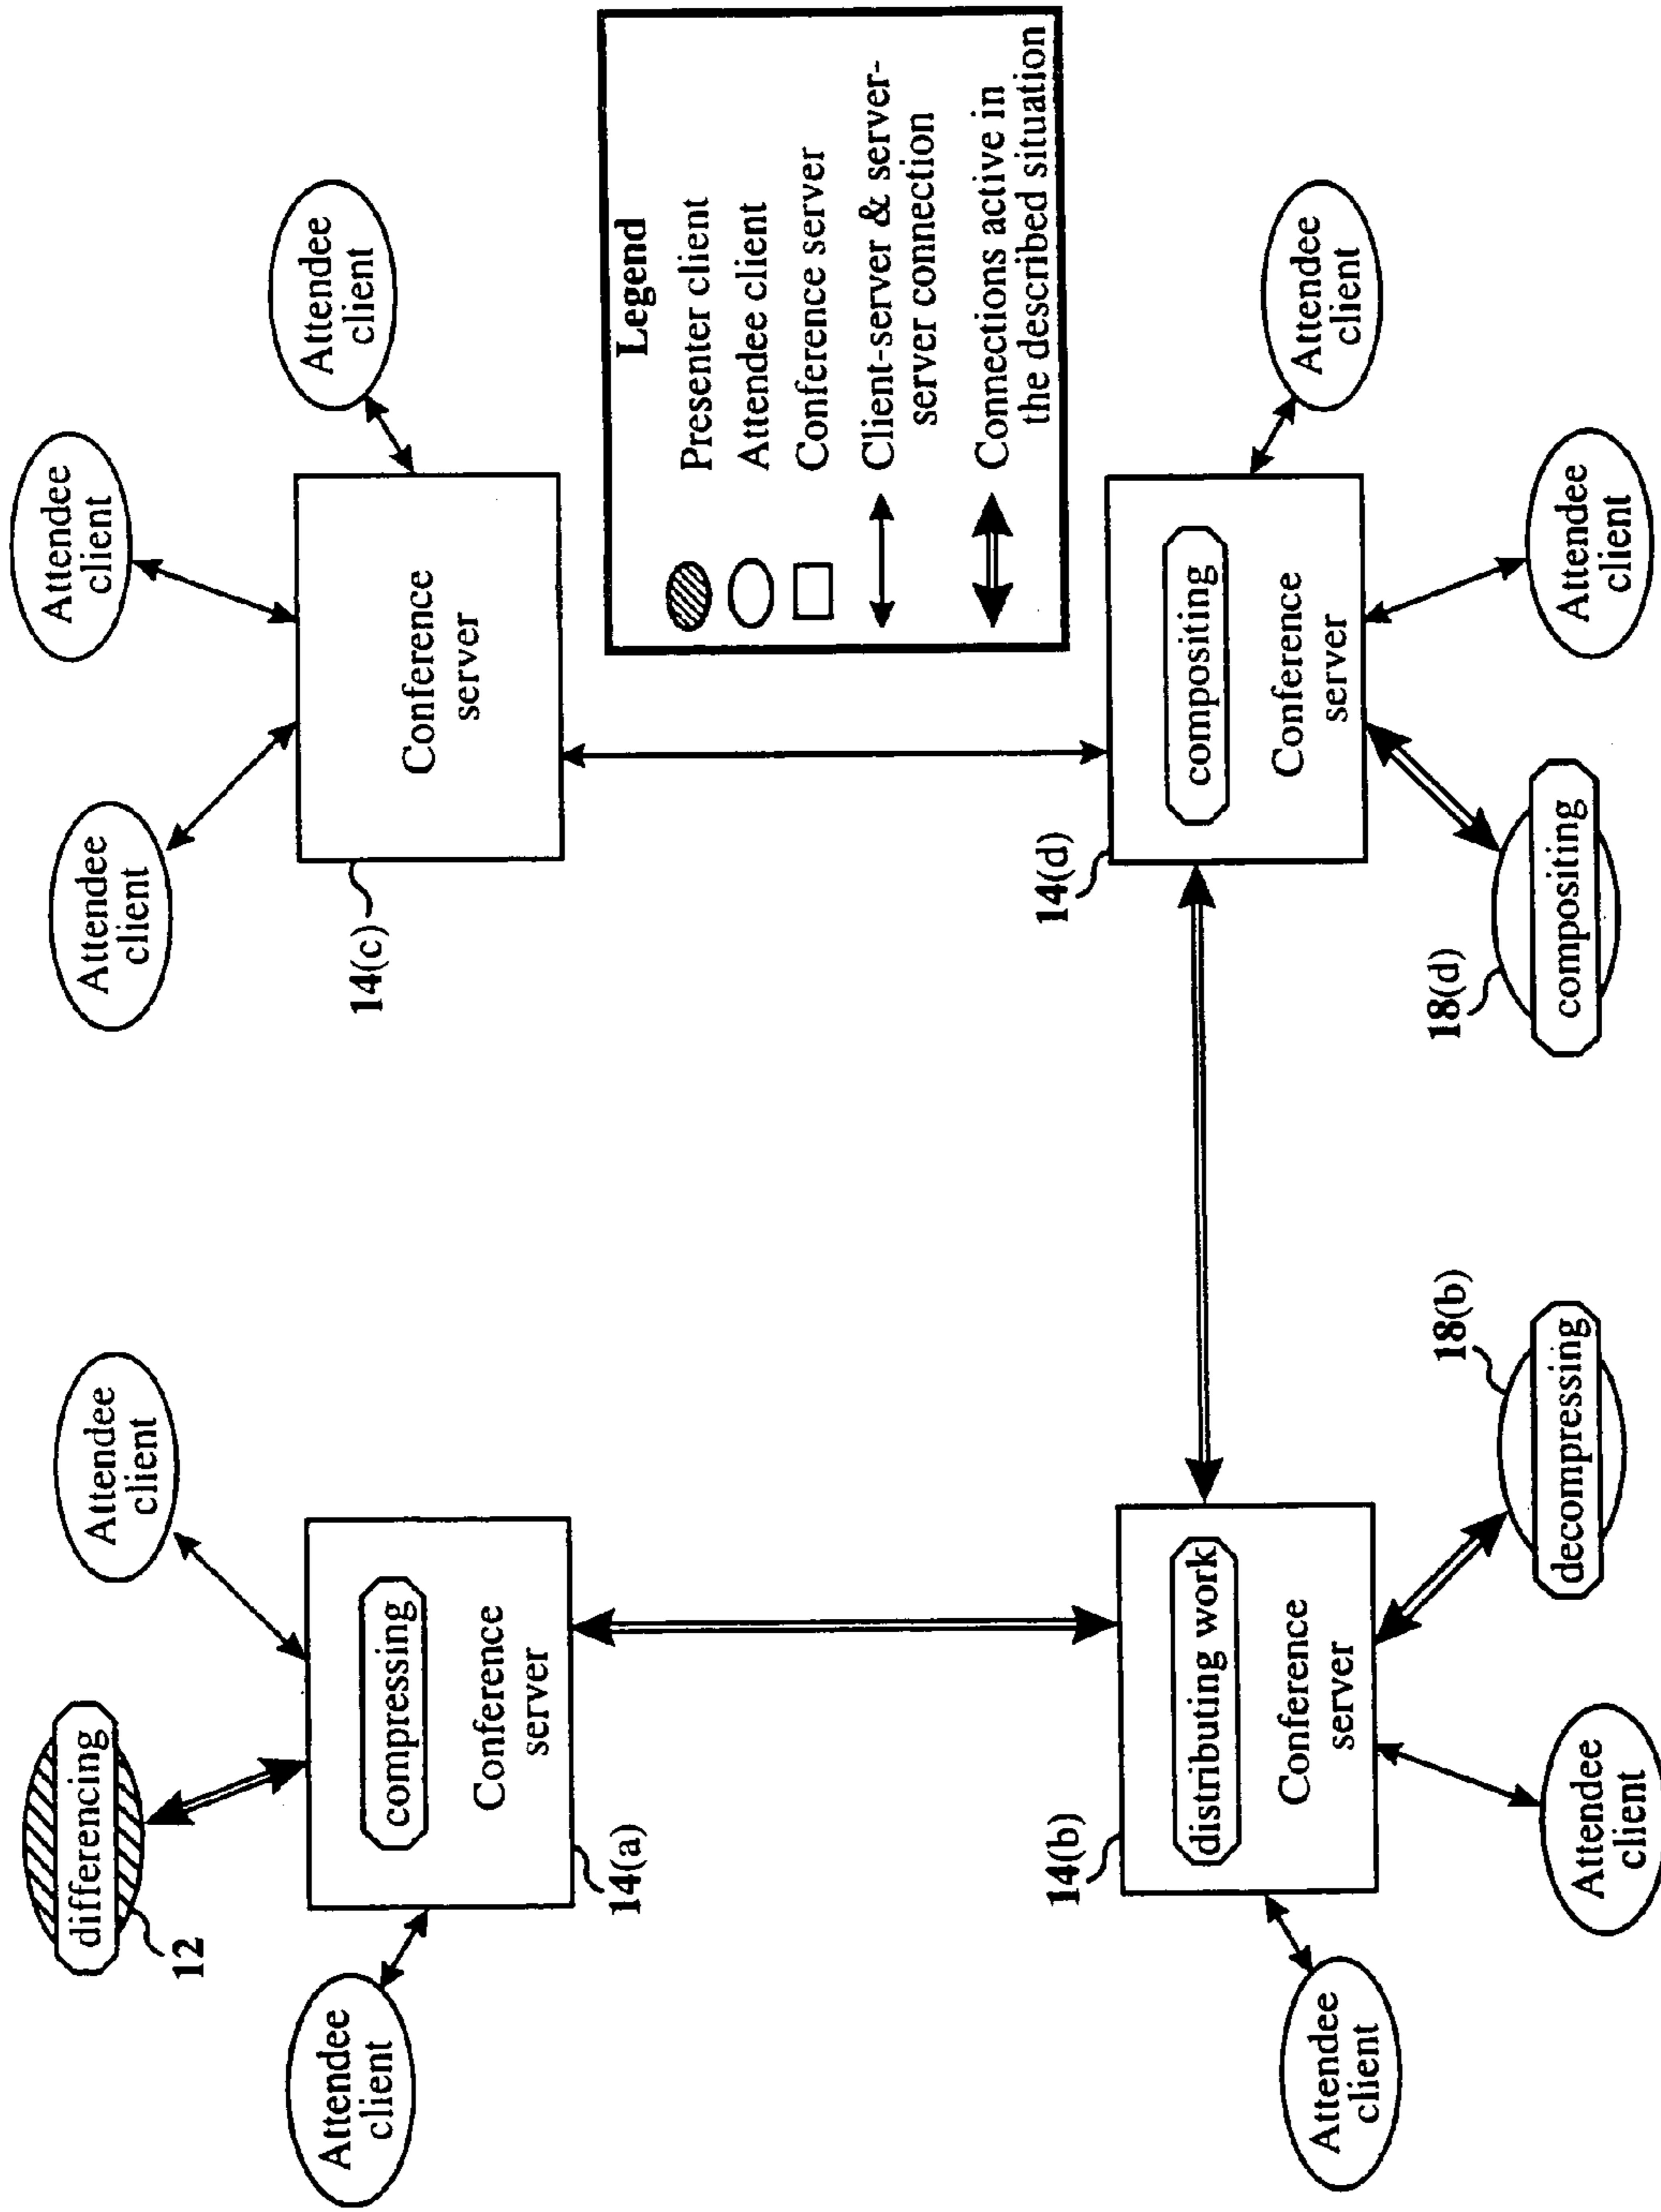 differencing
12
Attendee
client
Attendee
client
compressing
Conference
server
14(a)
Attendee
client
Attendee
client
Attendee
client
Conference
server
14(c)
Legend
Presenter client
Attendee client
Conference server
Client-server & server-
server connection
Connections active in
the described situation
14(b)
distributing work
Conference
server
Attendee
client
Attendee
client
decompressing
18(b)
14(d)
compositing
Conference
server
18(d)
compositing
Attendee
client
Attendee
client